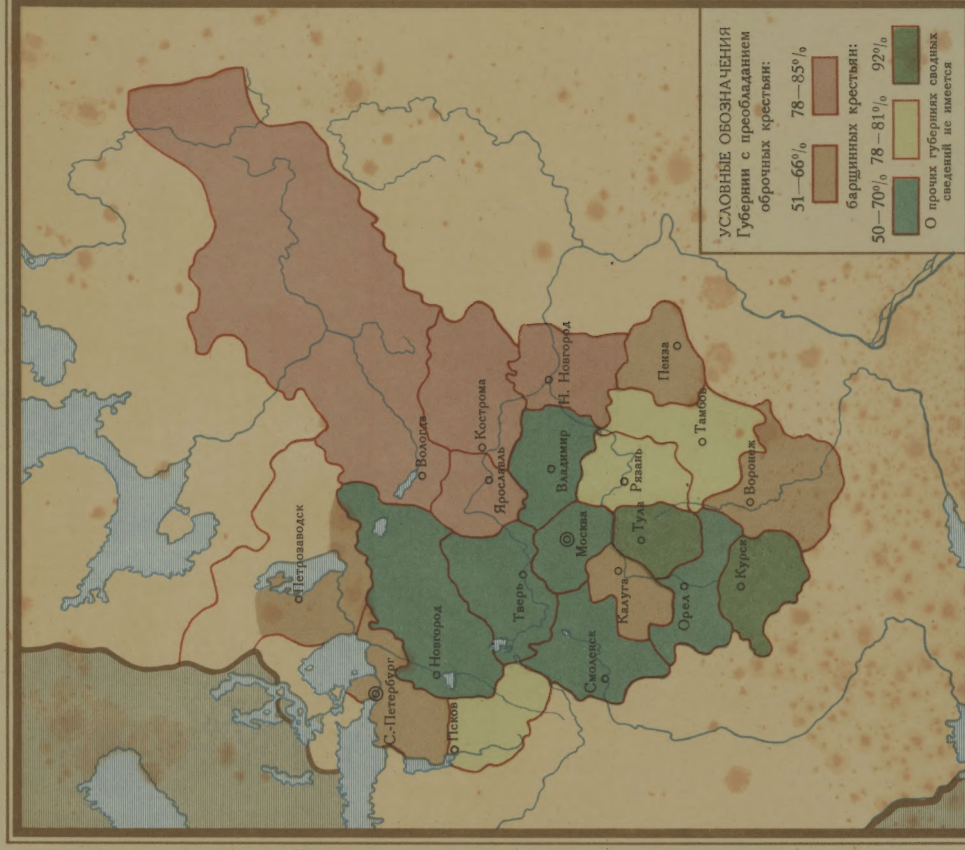 УСЛОВНЫЕ ОБОЗНАЧЕНИЯ
Губернии с преобладанием
оброчных крестьян:
51—66% 78—85%
барщинных крестьян:
50—70% 78—81% 92%
О прочих губерниях сводных
сведений не имеется
Петрозаводск
С.-Петербург
Новгород
Псков
Вологда
Кострома
Ярославль
Тверь
Н. Новгород
Владимир
Москва
Смоленск
Калуга
Тула
Рязань
Пенза
Тамбов
Орел
Воронеж
Курск